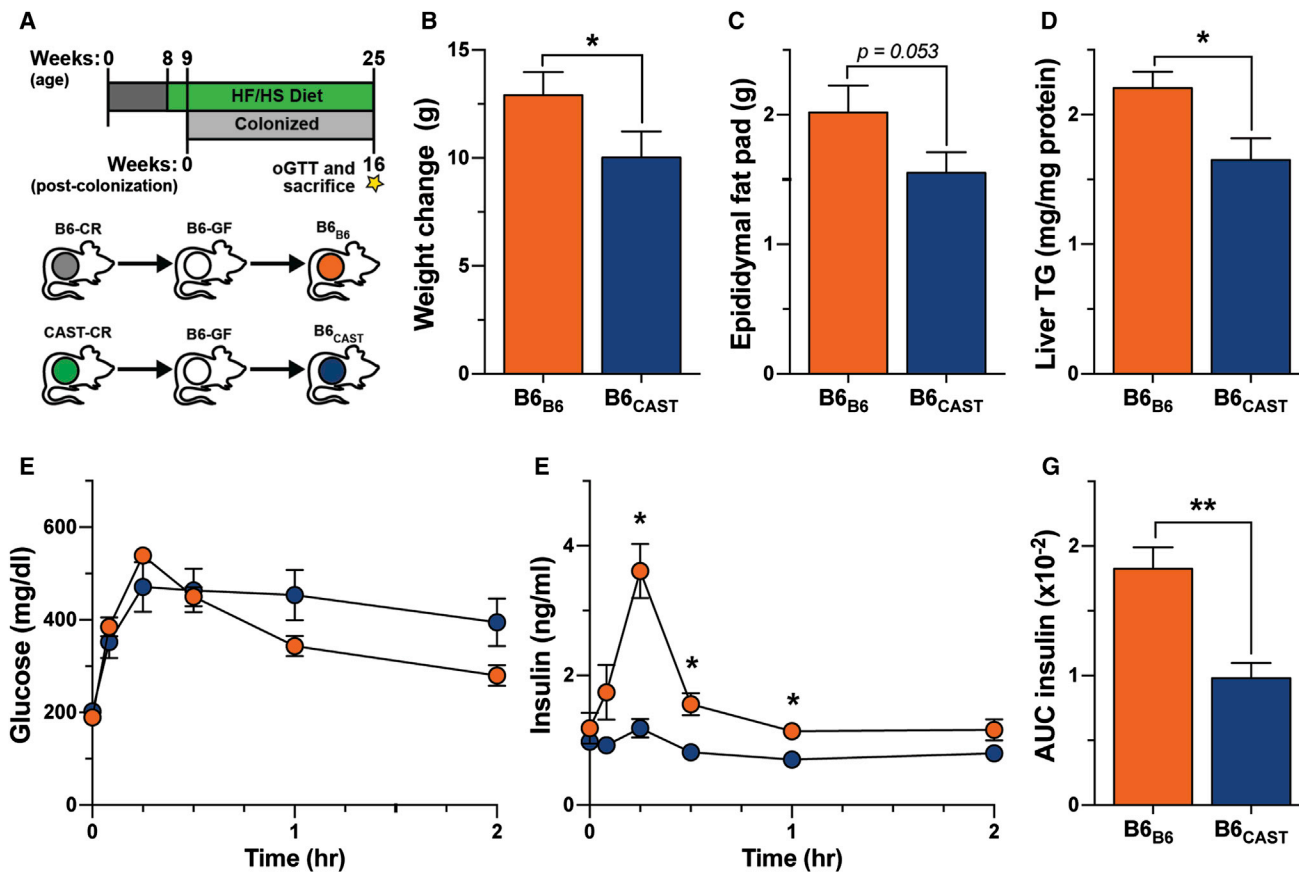 A
Weeks: 0 8 9 25
(age)
HF/HS Diet
Colonized
Weeks: 0 16
(post-colonization)
oGTT and
sacrifice
B6-CR B6-GF B6B6
CAST-CR B6-GF B6CAST
B
*
15
10
5
0
Weight change (g)
B6B6 B6CAST
C
p = 0.053
2
1
0
Epididymal fat pad (g)
B6B6 B6CAST
D
*
2
1
0
Liver TG (mg/mg protein)
B6B6 B6CAST
E
600
400
200
0
Glucose (mg/dl)
0 1 2
Time (hr)
E
* * *
4
2
0
Insulin (ng/ml)
0 1 2
Time (hr)
G
**
2
1
0
AUC insulin (x10-2)
B6B6 B6CAST